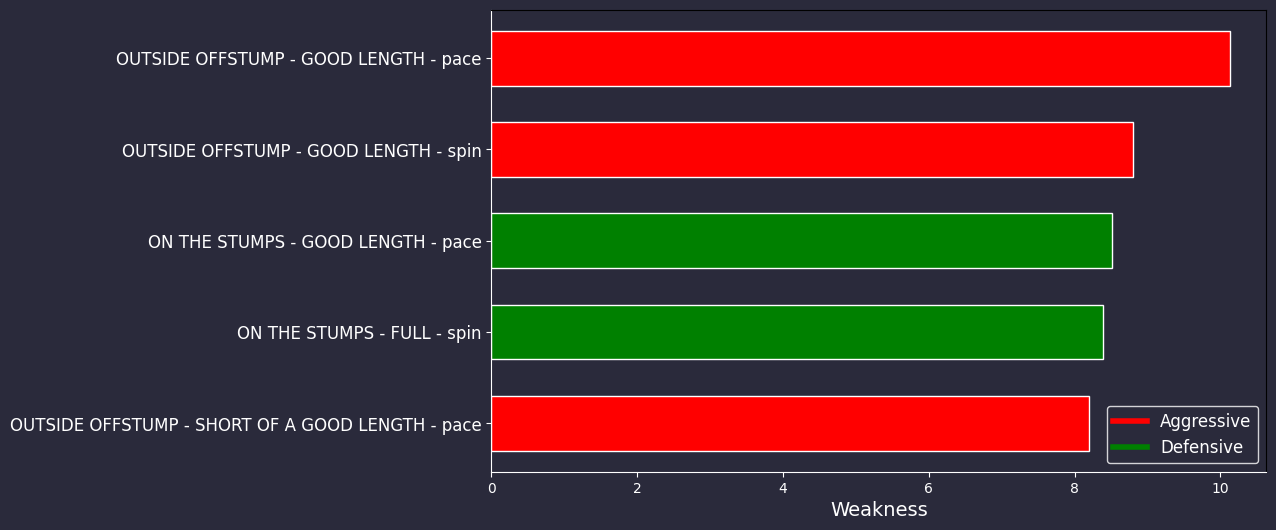 OUTSIDE OFFSTUMP - GOOD LENGTH - pace
OUTSIDE OFFSTUMP - GOOD LENGTH - spin
ON THE STUMPS - GOOD LENGTH - pace
ON THE STUMPS - FULL - spin
OUTSIDE OFFSTUMP - SHORT OF A GOOD LENGTH - pace
Aggressive
Defensive
0 2 4 6 8 10
Weakness